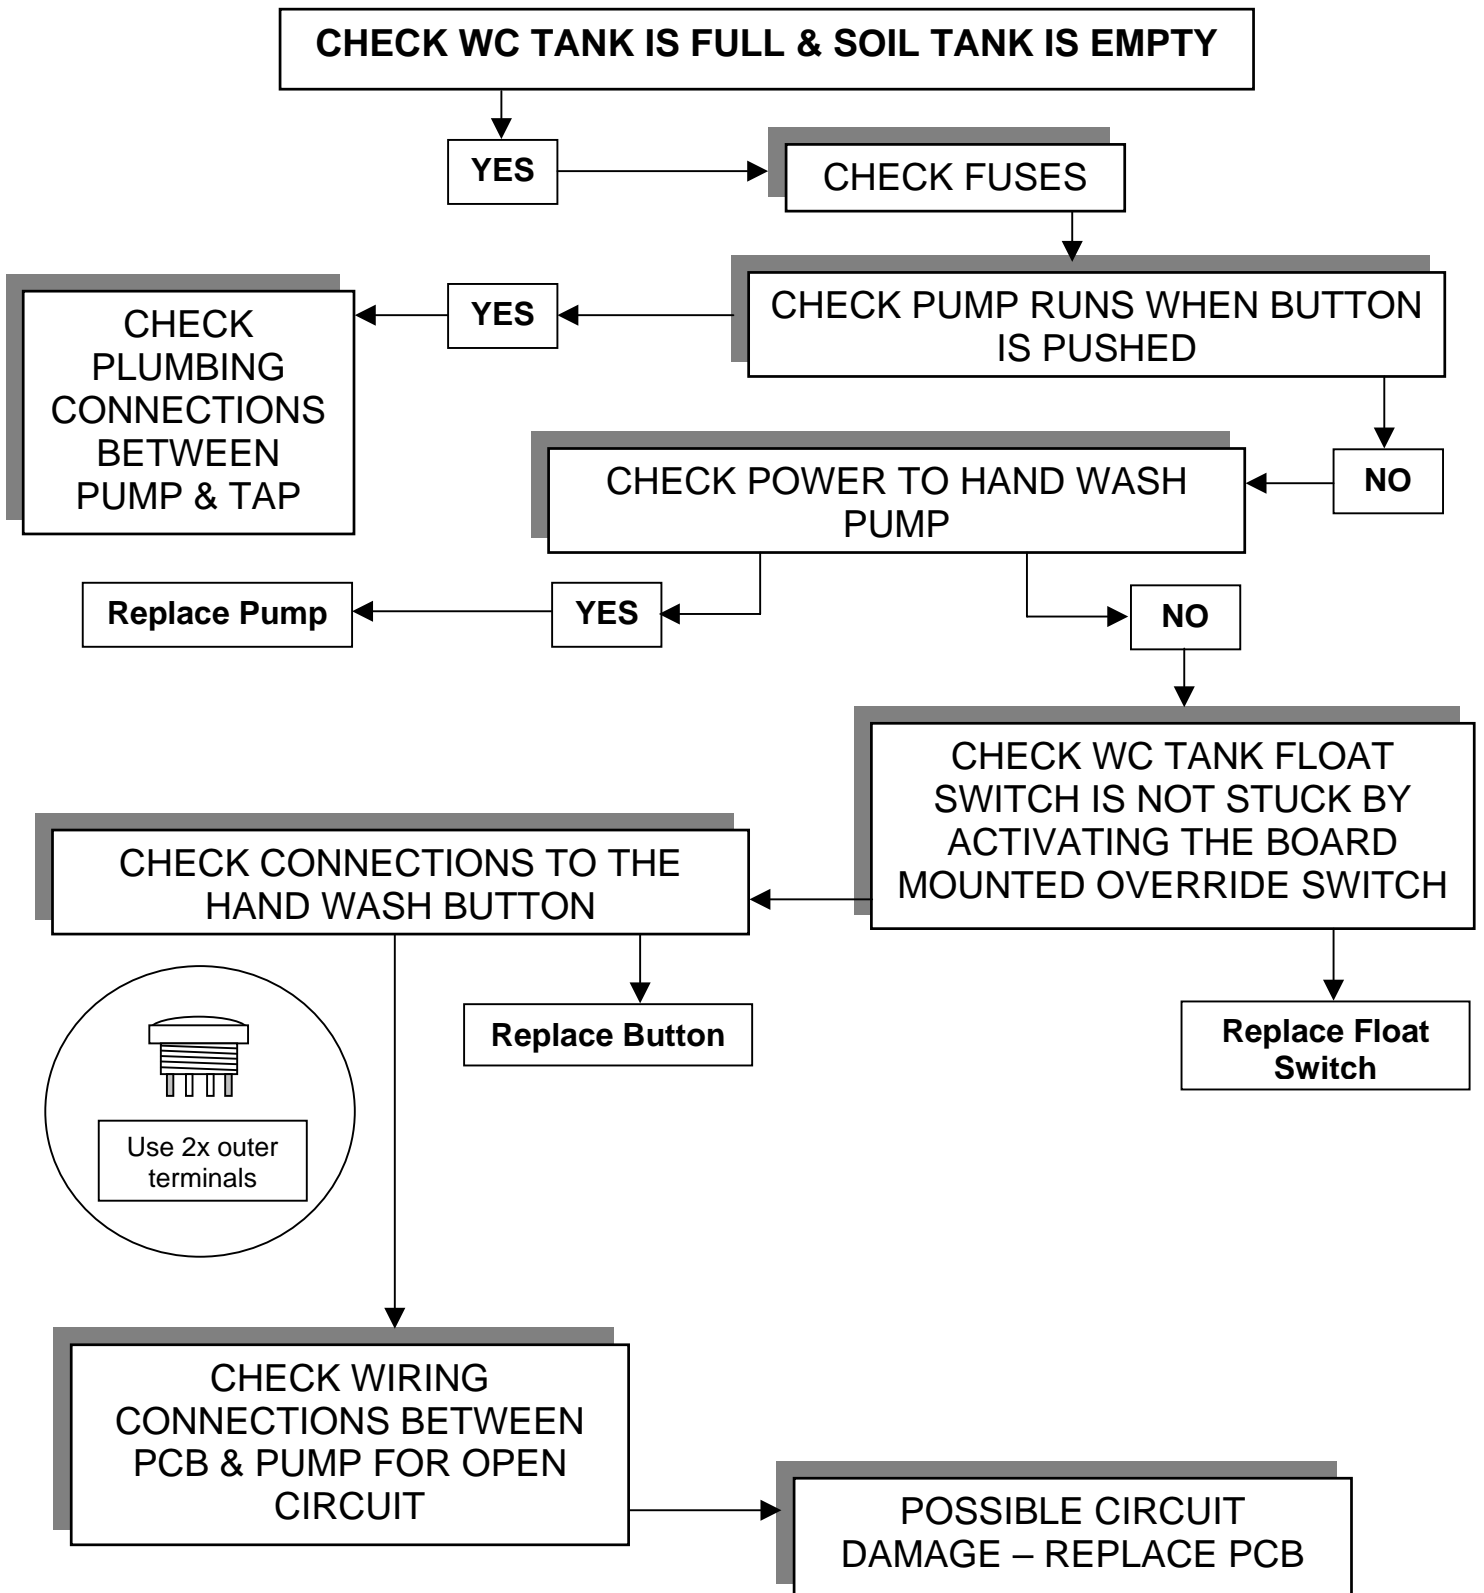 CHECK WC TANK IS FULL & SOIL TANK IS EMPTY
YES
CHECK FUSES
CHECK PUMP RUNS WHEN BUTTON
IS PUSHED
YES
CHECK
PLUMBING
CONNECTIONS
BETWEEN
PUMP & TAP
NO
CHECK POWER TO HAND WASH
PUMP
Replace Pump
YES
NO
CHECK WC TANK FLOAT
SWITCH IS NOT STUCK BY
ACTIVATING THE BOARD
MOUNTED OVERRIDE SWITCH
CHECK CONNECTIONS TO THE
HAND WASH BUTTON
Replace Button
Replace Float
Switch
Use 2x outer
terminals
CHECK WIRING
CONNECTIONS BETWEEN
PCB & PUMP FOR OPEN
CIRCUIT
POSSIBLE CIRCUIT
DAMAGE – REPLACE PCB